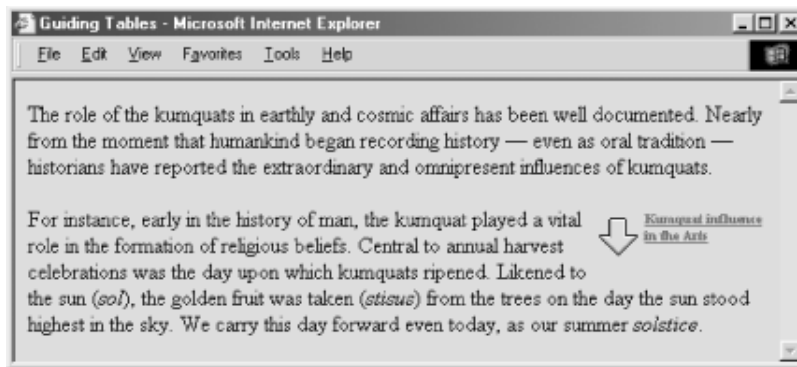 Guiding Tables - Microsoft Internet Explorer
File Edit View Favorites Tools Help
The role of the kumquats in earthly and cosmic affairs has been well documented. Nearly
from the moment that humankind began recording history — even as oral tradition —
historians have reported the extraordinary and omnipresent influences of kumquats.
For instance, early in the history of man, the kumquat played a vital
role in the formation of religious beliefs. Central to annual harvest
celebrations was the day upon which kumquats ripened. Likened to
the sun (sol), the golden fruit was taken (stisus) from the trees on the day the sun stood
highest in the sky. We carry this day forward even today, as our summer solstice.
Kumquat influence
in the Arts